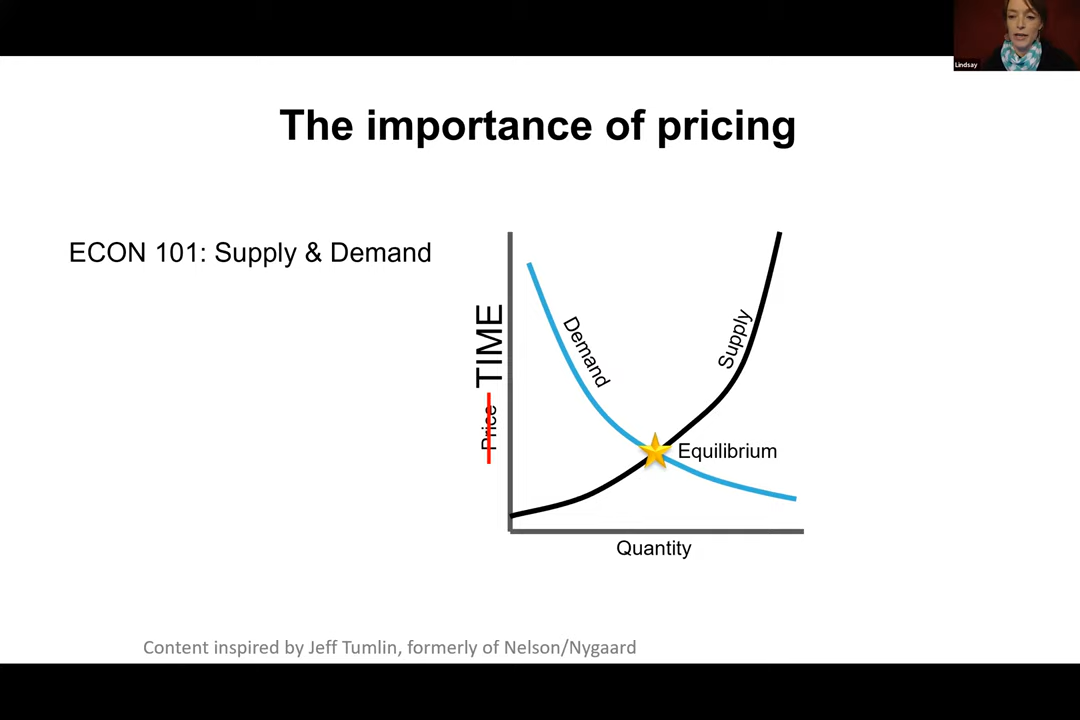 Lindsay
The importance of pricing
ECON 101: Supply & Demand
TIME
Price
Demand
Supply
Equilibrium
Quantity
Content inspired by Jeff Tumlin, formerly of Nelson/Nygaard